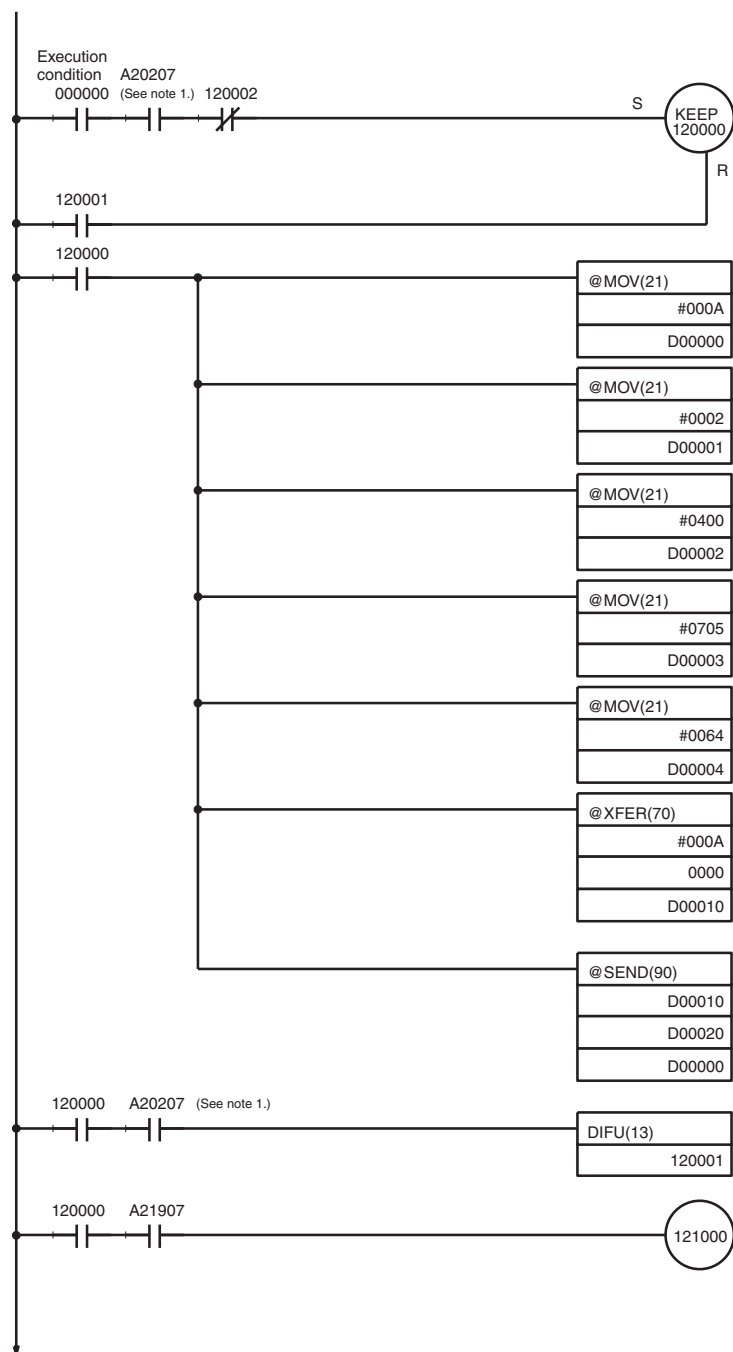 Execution
condition A20207
000000 (See note 1.) 120002
S
KEEP
120000
R
120001
120000
@MOV(21)
#000A
D00000
@MOV(21)
#0002
D00001
@MOV(21)
#0400
D00002
@MOV(21)
#0705
D00003
@MOV(21)
#0064
D00004
@XFER(70)
#000A
0000
D00010
@SEND(90)
D00010
D00020
D00000
120000 A20207 (See note 1.)
DIFU(13)
120001
120000 A21907
121000